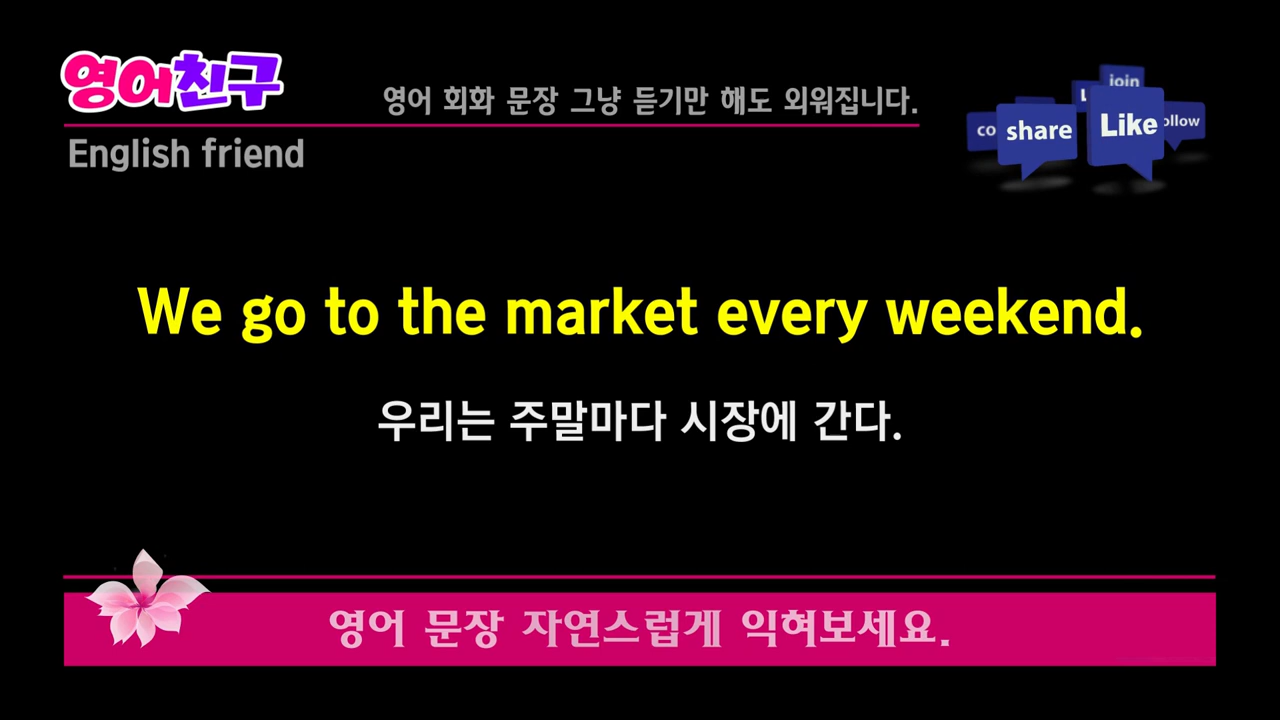 영어친구
영어 회화 문장 그냥 듣기만 해도 외워집니다.
English friend
join
share
Like
We go to the market every weekend.
우리는 주말마다 시장에 간다.
영어 문장 자연스럽게 익혀보세요.